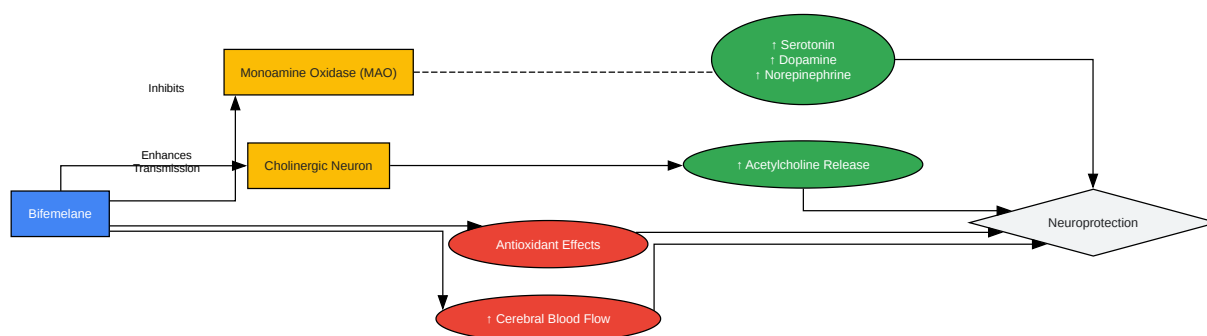 ↑ Serotonin
↑ Dopamine
↑ Norepinephrine
Monoamine Oxidase (MAO)
Inhibits
Enhances
Transmission
Cholinergic Neuron
↑ Acetylcholine Release
Bifemelane
Neuroprotection
Antioxidant Effects
↑ Cerebral Blood Flow